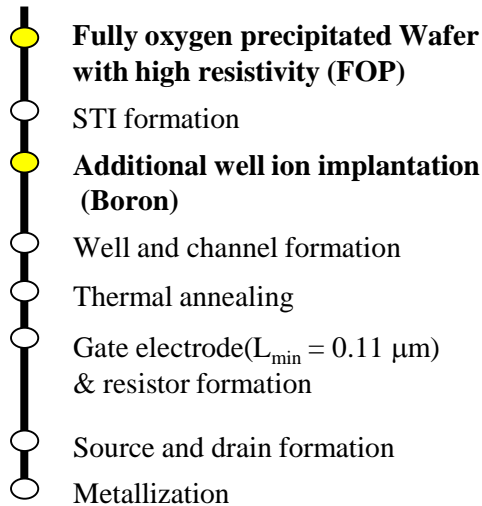 Fully oxygen precipitated Wafer
with high resistivity (FOP)
STI formation
Additional well ion implantation
(Boron)
Well and channel formation
Thermal annealing
Gate electrode(Lmin = 0.11 μm)
& resistor formation
Source and drain formation
Metallization